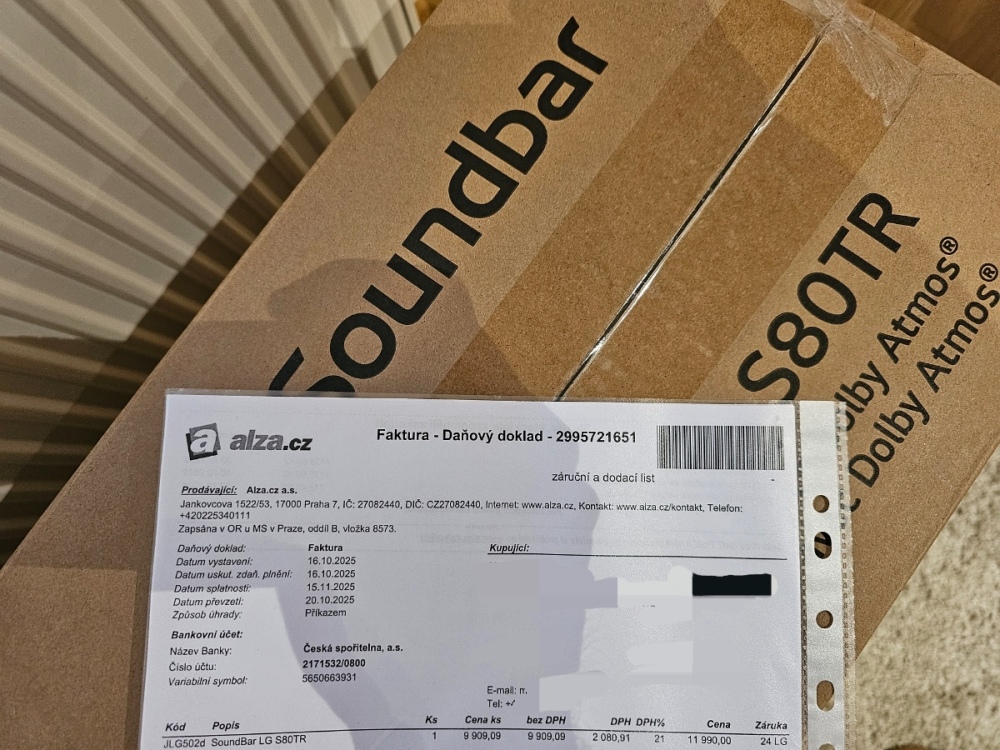 Soundbar
S80TR
Dolby Atmos®
Dolby Atmos®
alza.cz
Faktura - Daňový doklad - 2995721651
záruční a dodací list
Prodávající: Alza.cz a.s.
Jankovcova 1522/53, 17000 Praha 7, IČ: 27082440, DIČ: CZ27082440, Internet: www.alza.cz, Kontakt: www.alza.cz/kontakt, Telefon:
+420225340111
Zapsána v OR u MS v Praze, oddíl B, vložka 8573.
Daňový doklad: Faktura
Kupující:
Datum vystavení: 16.10.2025
Datum uskut. zdaň. plnění: 16.10.2025
Datum splatnosti: 15.11.2025
Datum převzetí: 20.10.2025
Způsob úhrady: Příkazem
Bankovní účet:
Název Banky: Česká spořitelna, a.s.
Číslo účtu: 2171532/0800
Variabilní symbol: 5650663931
E-mail: m.
Tel: +
Kód Popis Ks Cena ks bez DPH DPH DPH% Cena Záruka
JLG502d SoundBar LG S80TR 1 9 909,09 9 909,09 2 080,91 21 11 990,00 24 LG